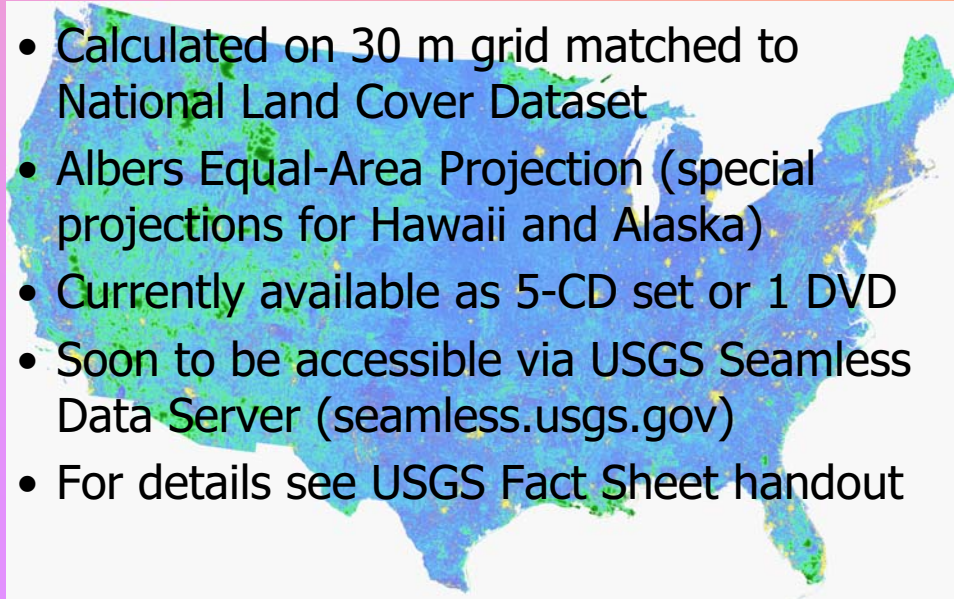 • Calculated on 30 m grid matched to
National Land Cover Dataset
• Albers Equal-Area Projection (special
projections for Hawaii and Alaska)
• Currently available as 5-CD set or 1 DVD
• Soon to be accessible via USGS Seamless
Data Server (seamless.usgs.gov)
• For details see USGS Fact Sheet handout